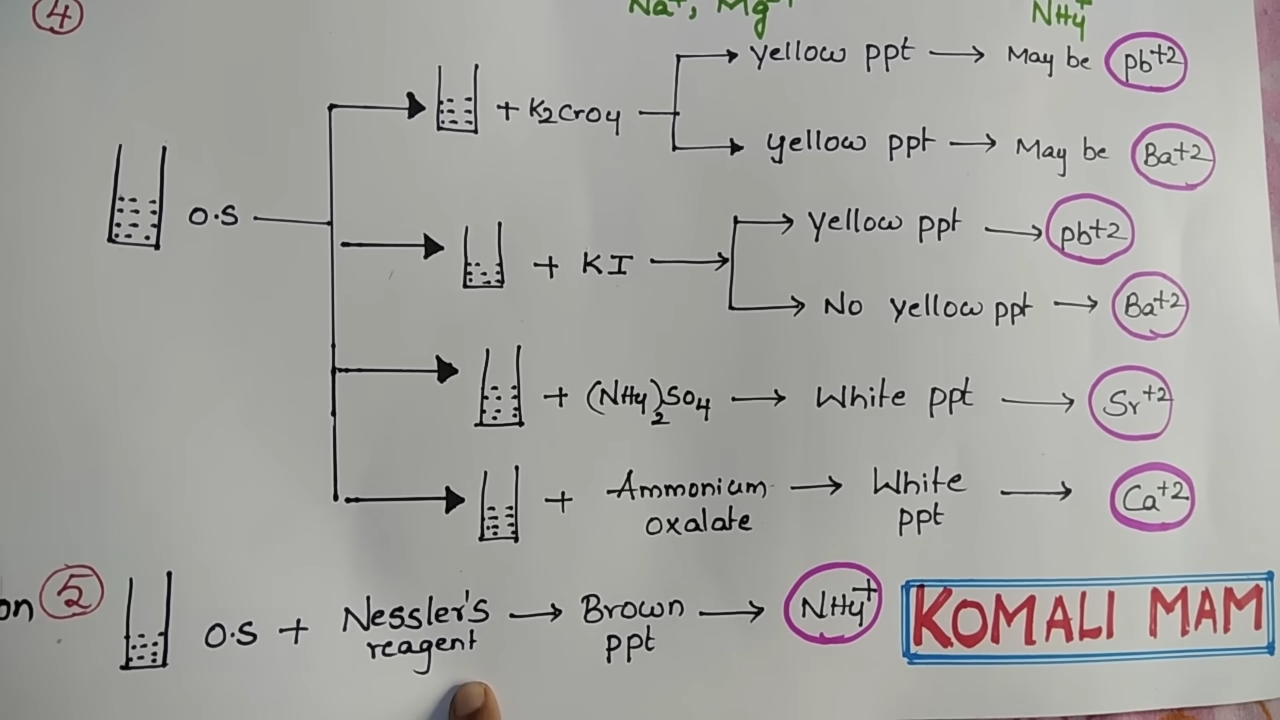 ④
Na⁺, Mg⁺
NH4⁺
+ K2CrO4
yellow ppt → May be Pb+2
yellow ppt → May be Ba+2
O.S
+ KI
yellow ppt → Pb+2
No yellow ppt → Ba+2
+ (NH4)2SO4 → White ppt → Sr+2
+ Ammonium oxalate → White ppt → Ca+2
on ⑤
O.S + Nessler's reagent → Brown ppt → NH4⁺
KOMALI MAM